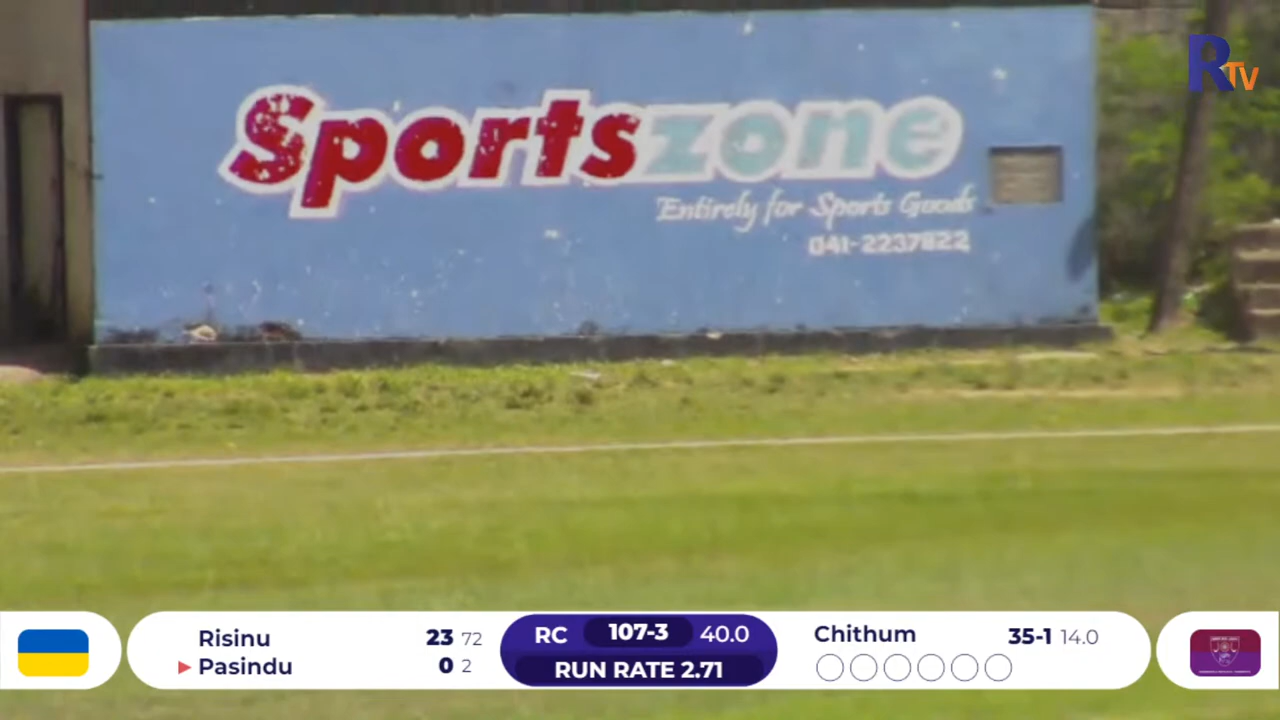 RTV
Sportszone
Entirely for Sports Goods
041-2237822
Risinu 23 72
Pasindu 0 2
RC 107-3 40.0
RUN RATE 2.71
Chithum 35-1 14.0